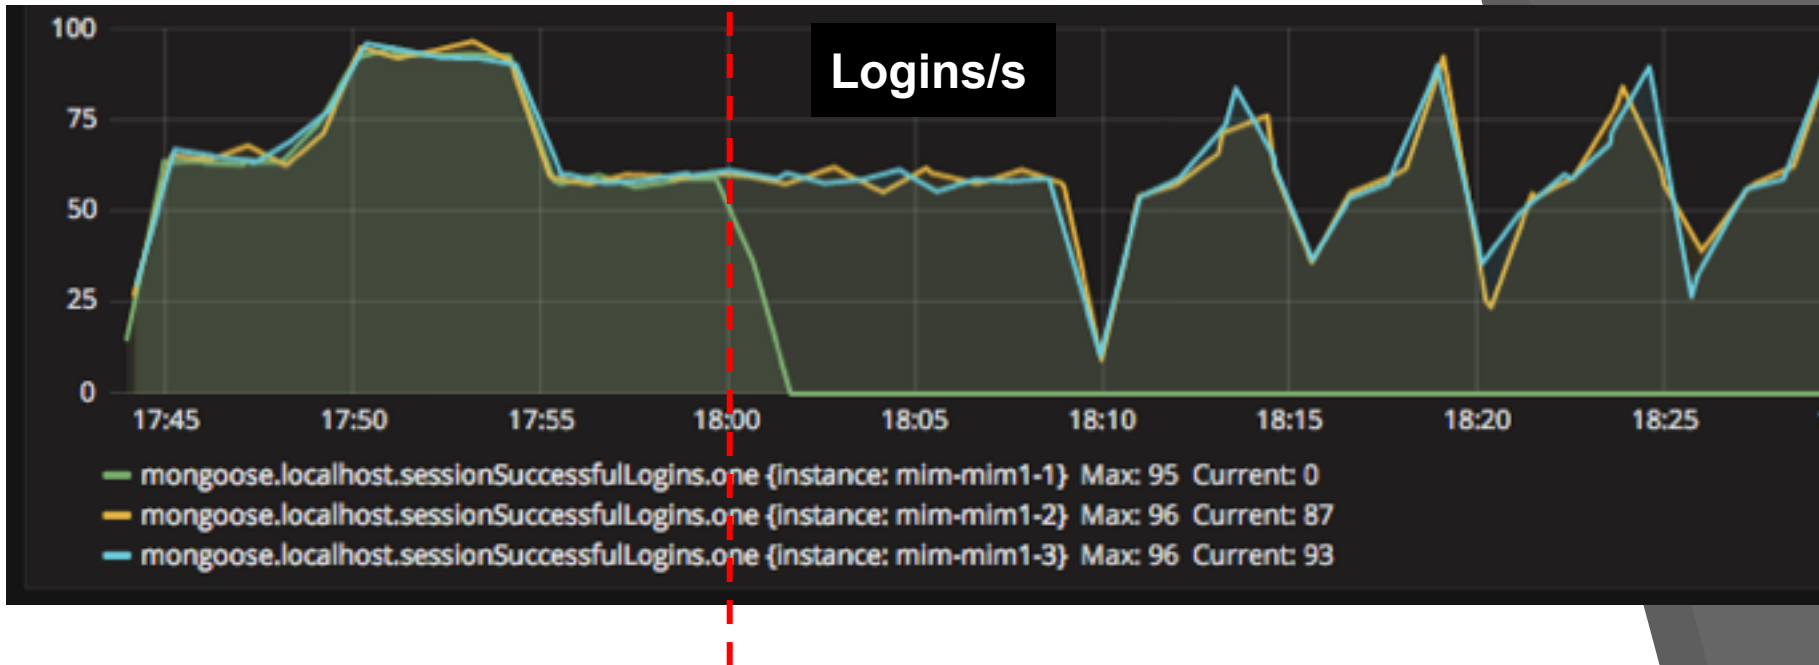 100
Logins/s
75
50
25
0
17:45 17:50 17:55 18:00 18:05 18:10 18:15 18:20 18:25
mongoose.localhost.sessionSuccessfulLogins.one {instance: mim-mim1-1} Max: 95 Current: 0
mongoose.localhost.sessionSuccessfulLogins.one {instance: mim-mim1-2} Max: 96 Current: 87
mongoose.localhost.sessionSuccessfulLogins.one {instance: mim-mim1-3} Max: 96 Current: 93